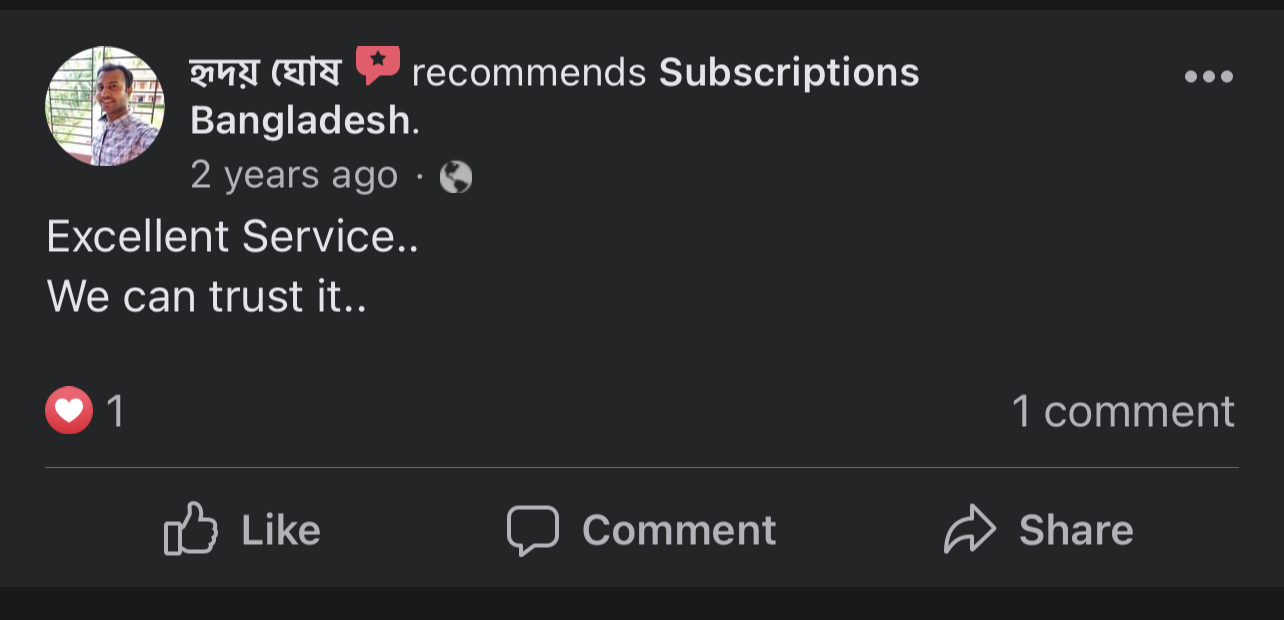 হৃদয় ঘোষ recommends Subscriptions
Bangladesh.
2 years ago ·
Excellent Service..
We can trust it..
1
1 comment
Like
Comment
Share